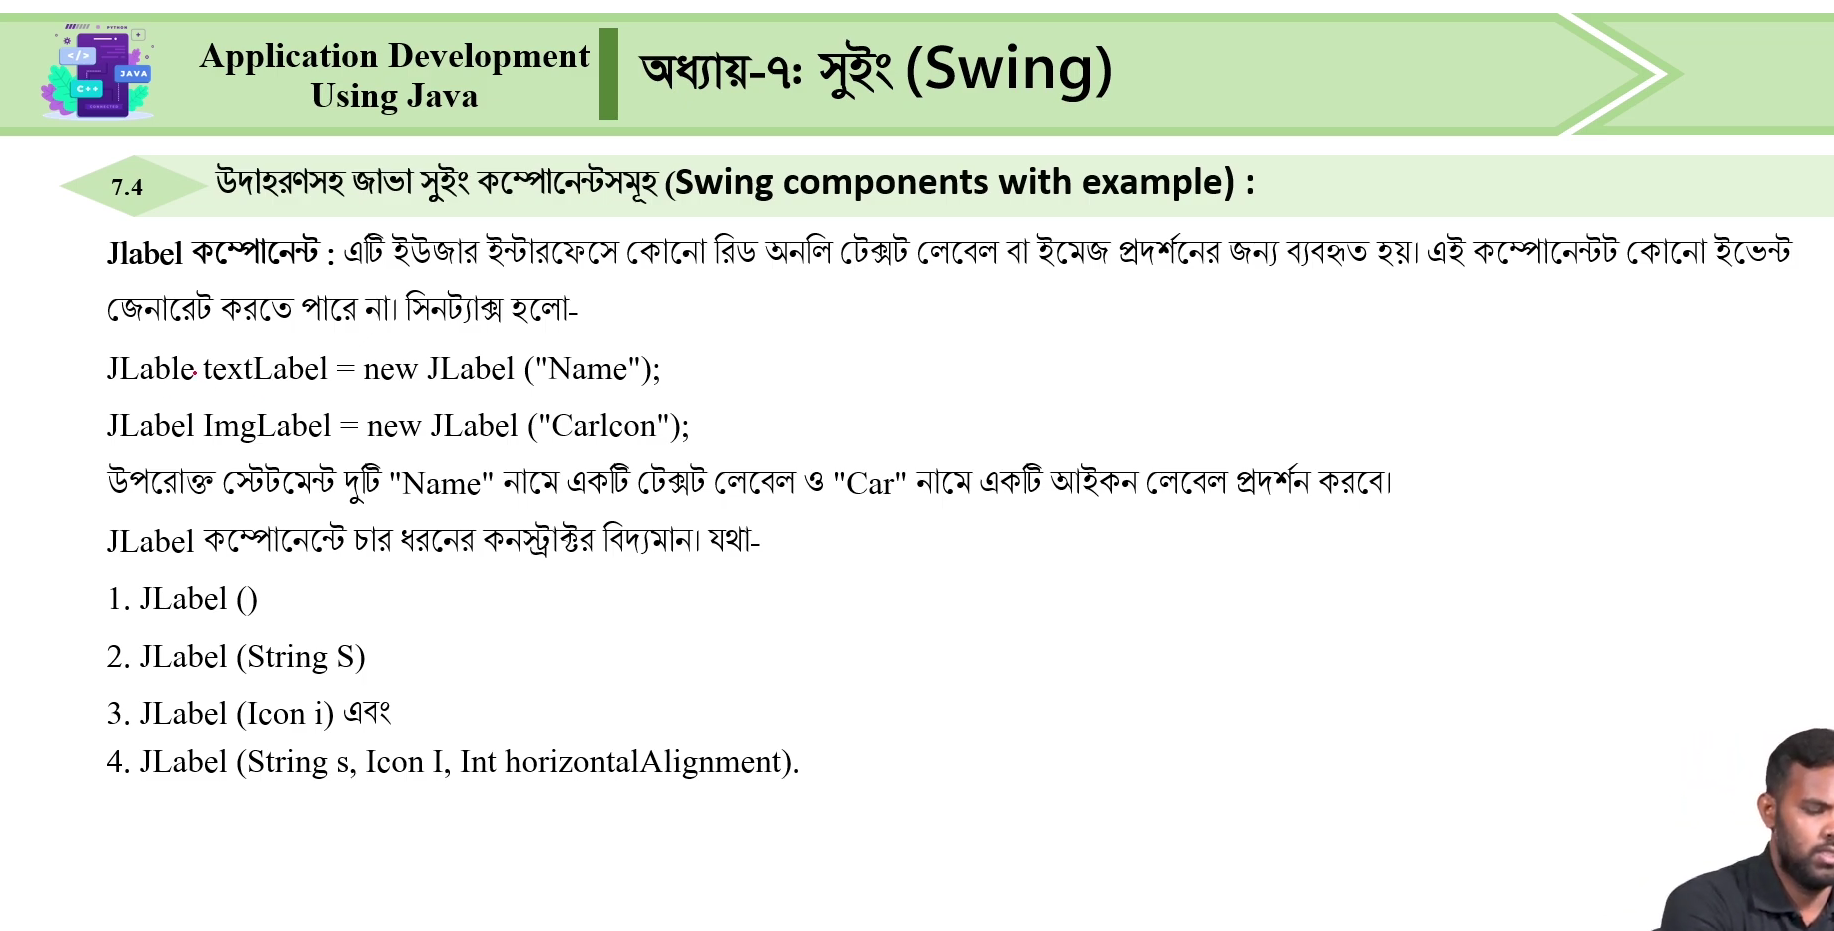 PYTHON
</>
JAVA
C++
Application Development
Using Java
অধ্যায়-৭: সুইং (Swing)
7.4
উদাহরণসহ জাভা সুইং কম্পোনেন্টসমূহ (Swing components with example) :
Jlabel কম্পোনেন্ট : এটি ইউজার ইন্টারফেসে কোনো রিড অনলি টেক্সট লেবেল বা ইমেজ প্রদর্শনের জন্য ব্যবহৃত হয়। এই কম্পোনেন্টট কোনো ইভেন্ট
জেনারেট করতে পারে না। সিনট্যাক্স হলো-
JLable textLabel = new JLabel ("Name");
JLabel ImgLabel = new JLabel ("Carlcon");
উপরোক্ত স্টেটমেন্ট দুটি "Name" নামে একটি টেক্সট লেবেল ও "Car" নামে একটি আইকন লেবেল প্রদর্শন করবে।
JLabel কম্পোনেন্টে চার ধরনের কনস্ট্রাক্টর বিদ্যমান। যথা-
1. JLabel ()
2. JLabel (String S)
3. JLabel (Icon i) এবং
4. JLabel (String s, Icon I, Int horizontalAlignment).